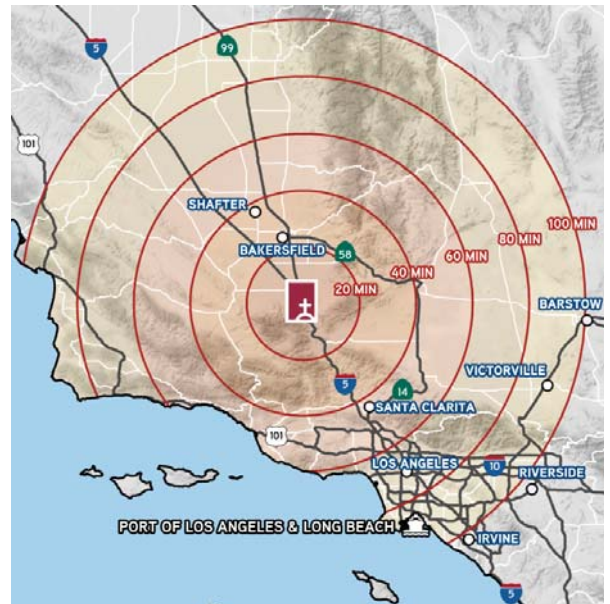 5
99
101
100 MIN
SHAFTER
80 MIN
BAKERSFIELD
58
60 MIN
40 MIN
20 MIN
BARSTOW
VICTORVILLE
5
14
SANTA CLARITA
101
LOS ANGELES
10
RIVERSIDE
PORT OF LOS ANGELES & LONG BEACH
IRVINE
5